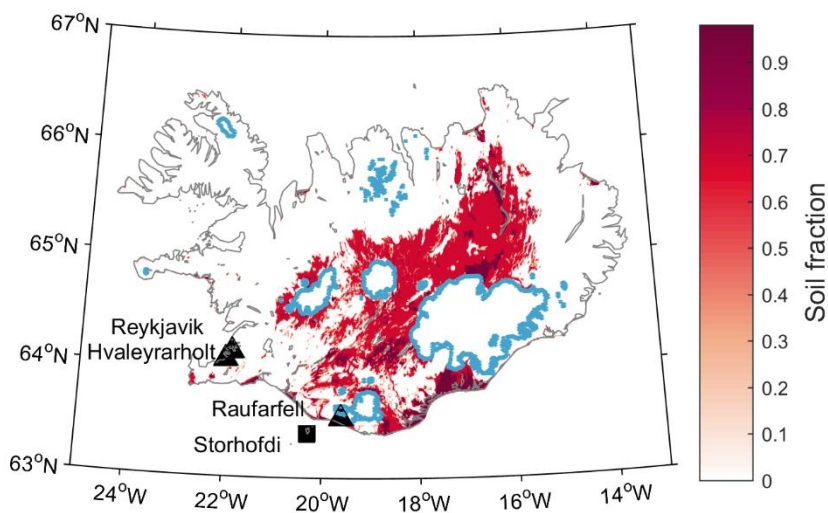 67°N
66°N
65°N
64°N
63°N
24°W
22°W
20°W
18°W
16°W
14°W
Reykjavik
Hvaleyrarholt
Raufarfell
Storhofdi
0.9
0.8
0.7
0.6
0.5
0.4
0.3
0.2
0.1
0
Soil fraction